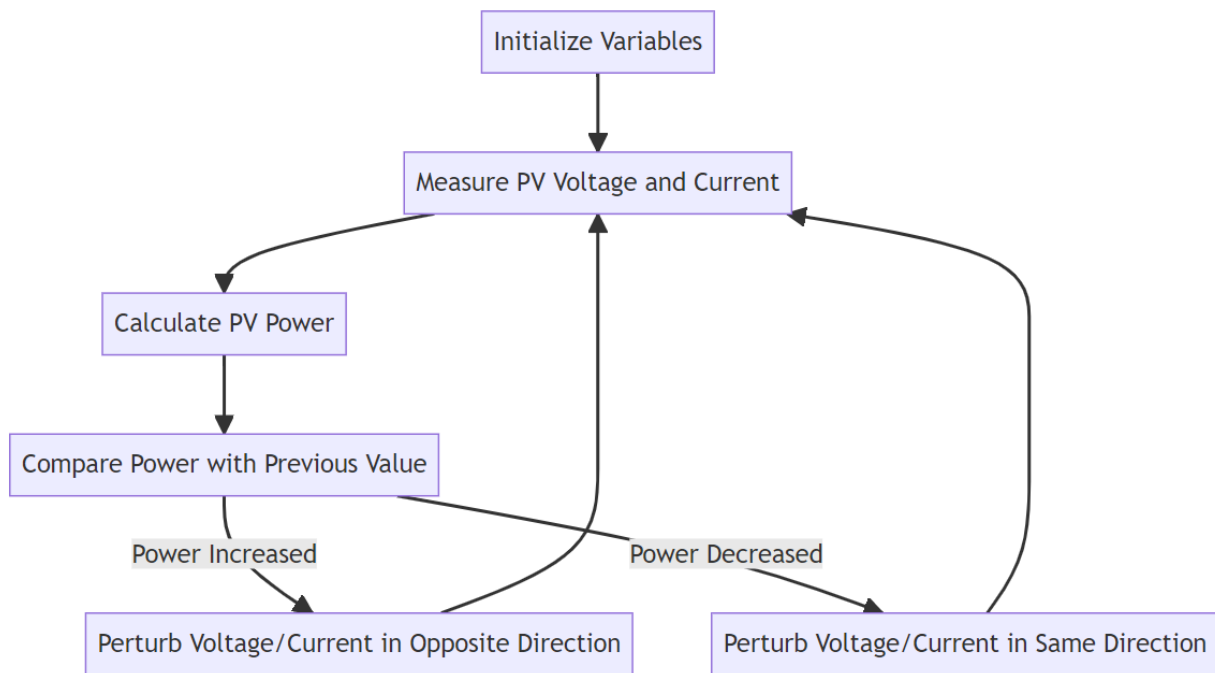 Initialize Variables
Measure PV Voltage and Current
Calculate PV Power
Compare Power with Previous Value
Power Increased
Power Decreased
Perturb Voltage/Current in Opposite Direction
Perturb Voltage/Current in Same Direction